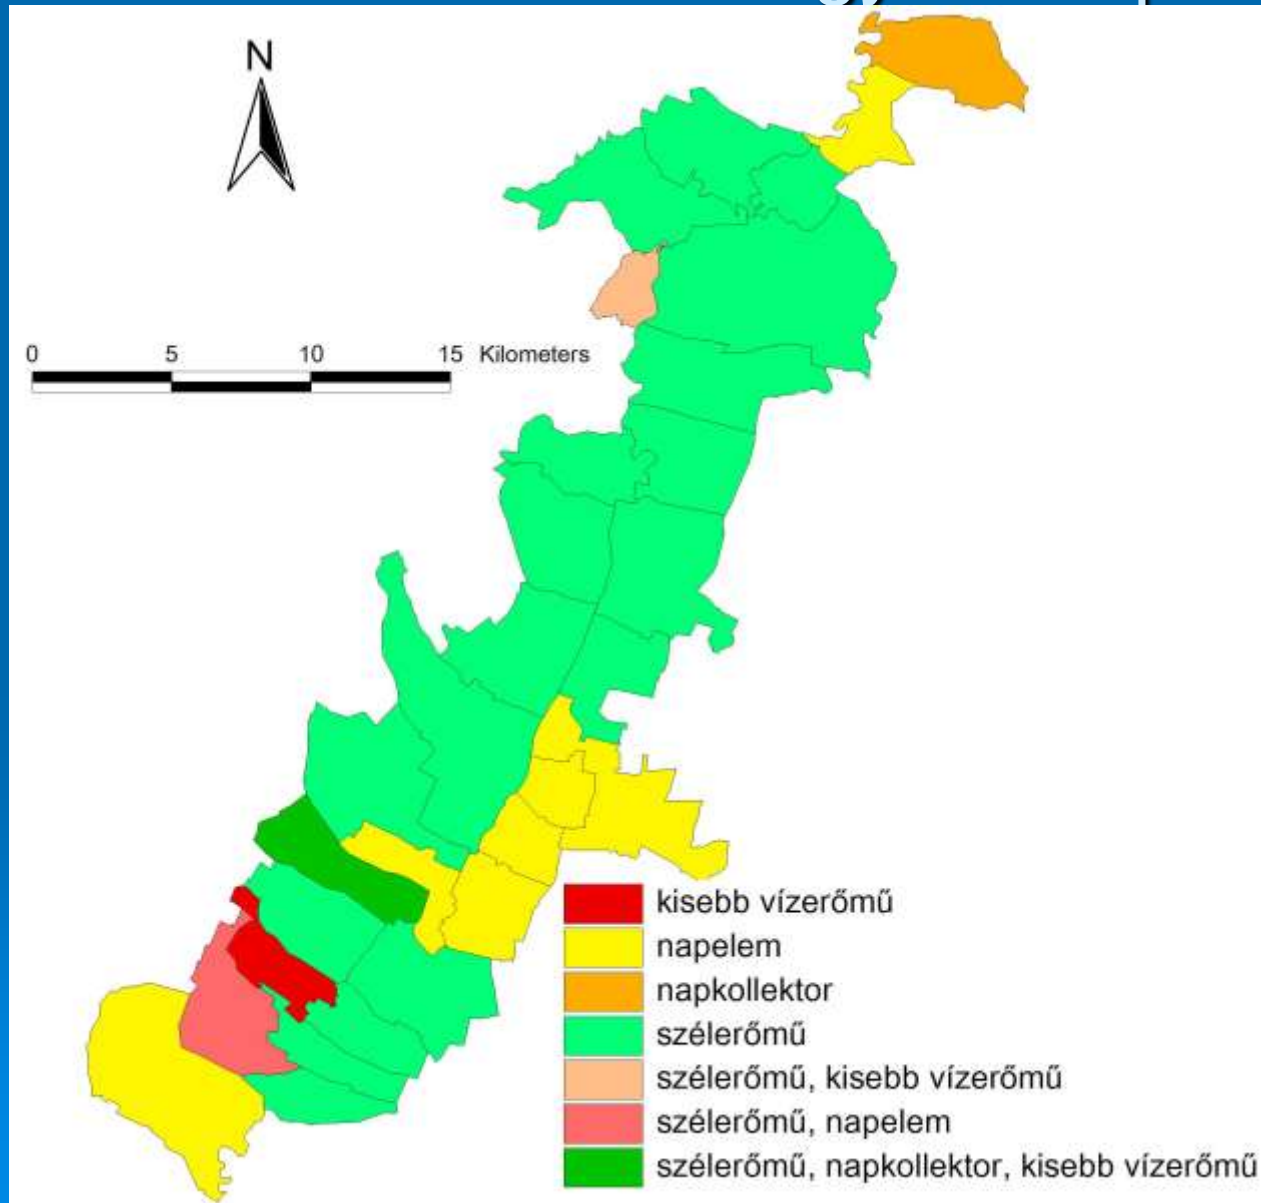 N
0 5 10 15 Kilometers
kisebb vízerőmű
napelem
napkollektor
szélerőmű
szélerőmű, kisebb vízerőmű
szélerőmű, napelem
szélerőmű, napkollektor, kisebb vízerőmű